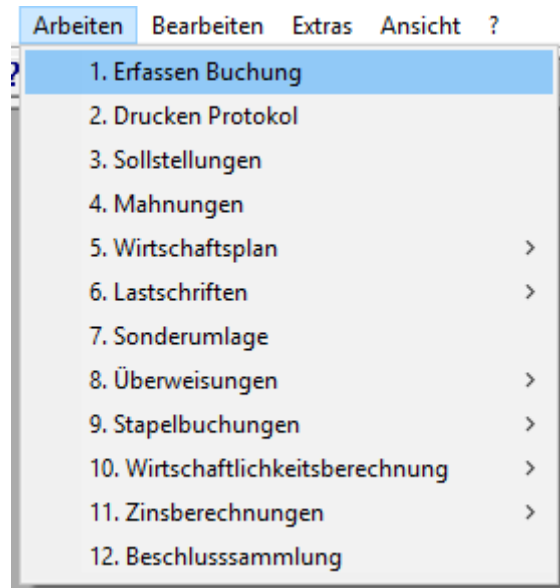 Arbeiten Bearbeiten Extras Ansicht ?
?
1. Erfassen Buchung
2. Drucken Protokol
3. Sollstellungen
4. Mahnungen
5. Wirtschaftsplan >
6. Lastschriften >
7. Sonderumlage
8. Überweisungen >
9. Stapelbuchungen >
10. Wirtschaftlichkeitsberechnung >
11. Zinsberechnungen >
12. Beschlusssammlung